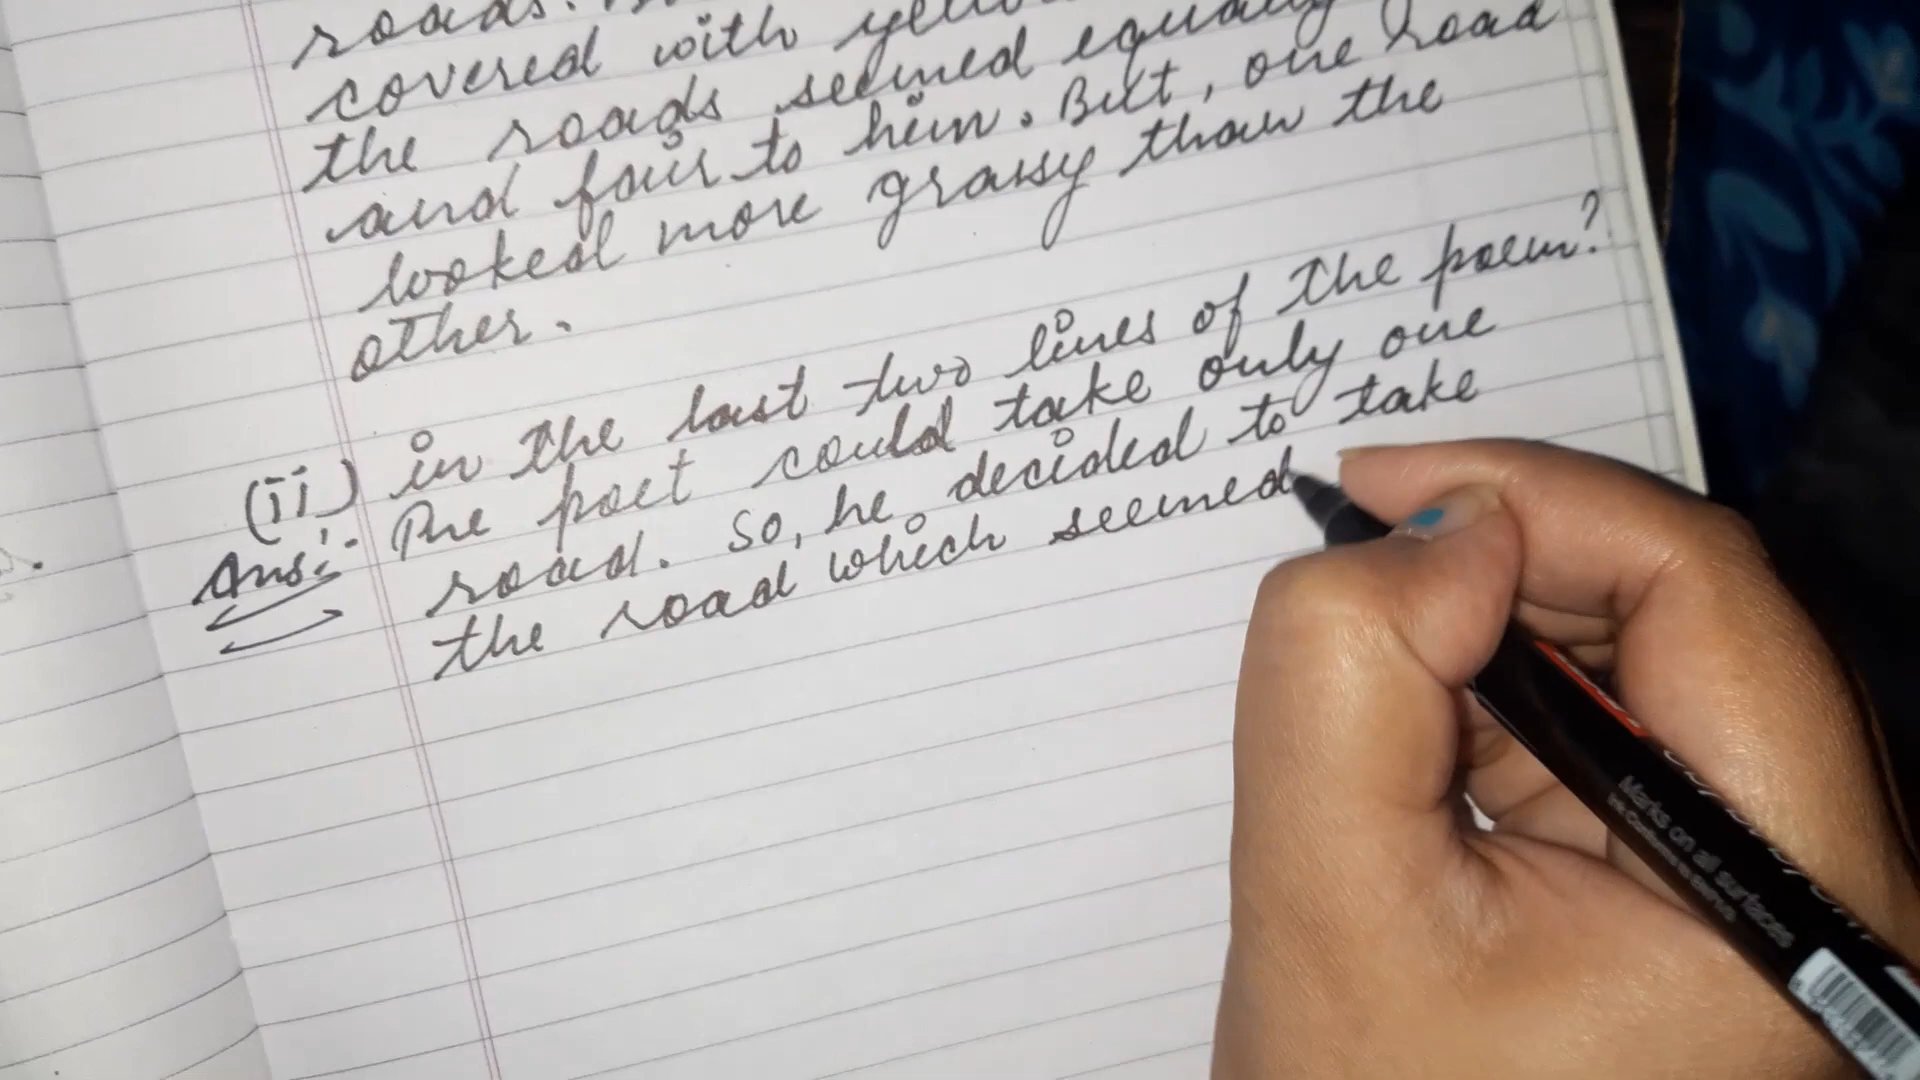 roads.
covered with
the roads seemed equally
and fair to him. But, one road
looked more grassy than the
other.
(ii) in the last two lines of the poem?
Ans:- The poet could take only one
road. So, he decided to take
the road which seemed
Marks on all surfaces